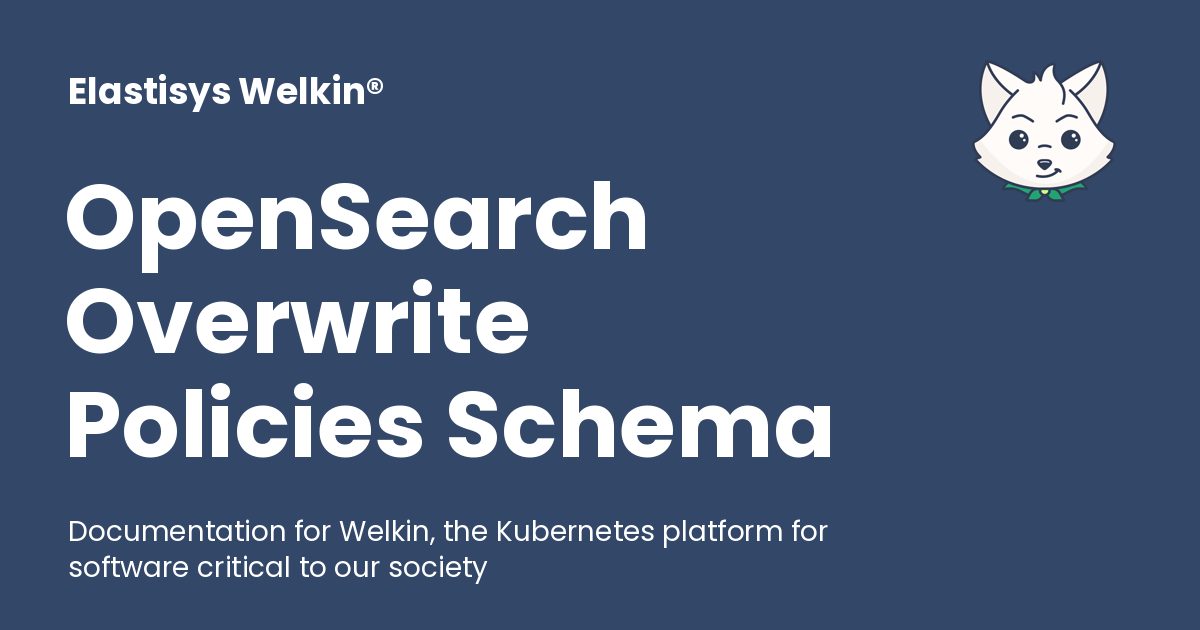 Elastisys Welkin®
OpenSearch
Overwrite
Policies Schema
Documentation for Welkin, the Kubernetes platform for
software critical to our society